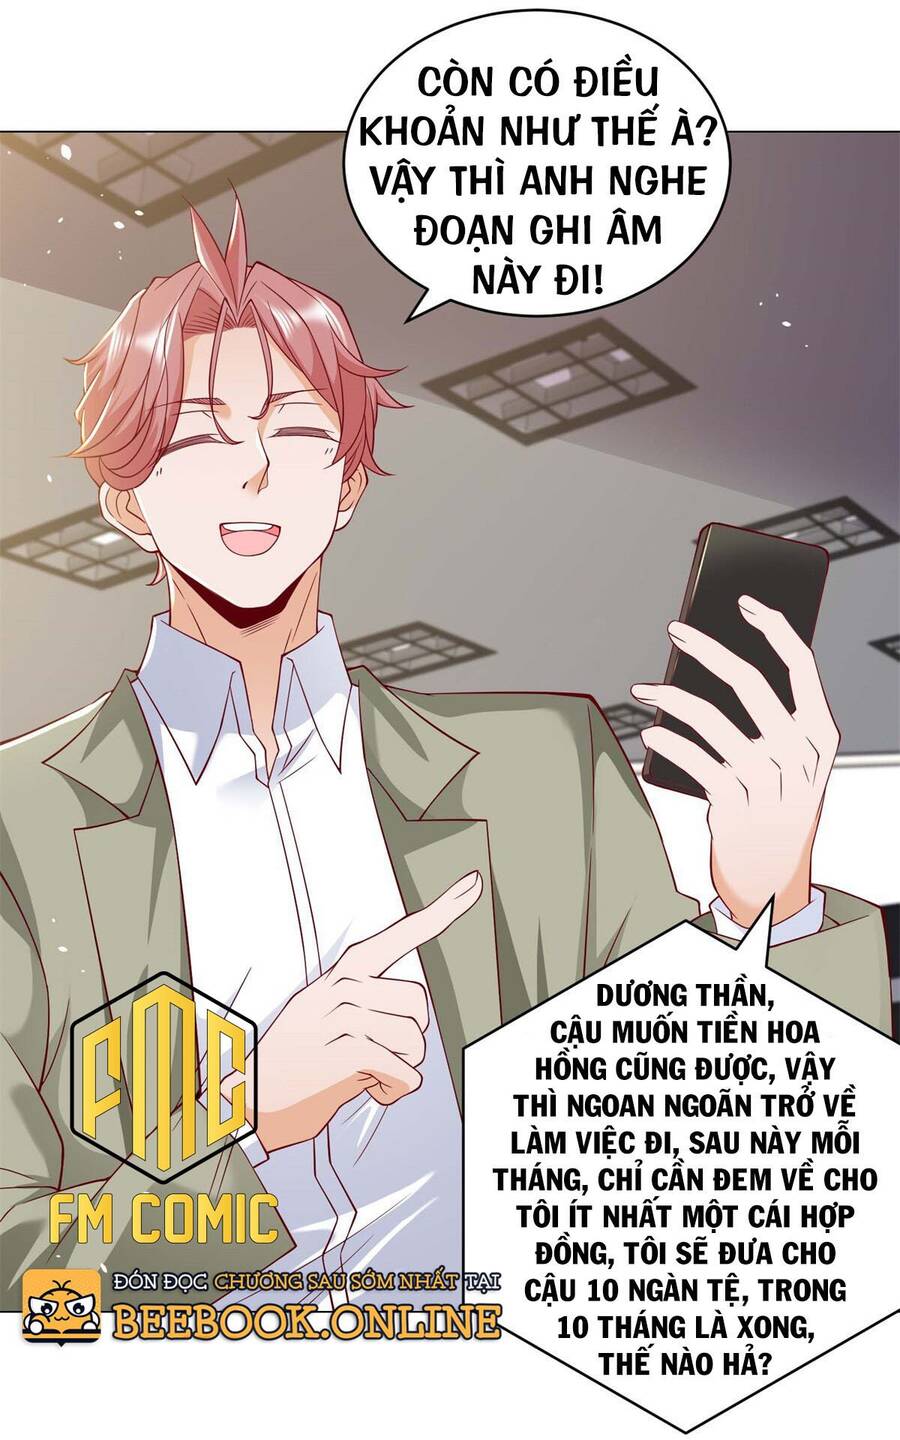 CÒN CÓ ĐIỀU
KHOẢN NHƯ THẾ À?
VẬY THÌ ANH NGHE
ĐOẠN GHI ÂM
NÀY ĐI!
DƯƠNG THẦN,
CẬU MUỐN TIỀN HOA
HỒNG CŨNG ĐƯỢC, VẬY
THÌ NGOAN NGOÃN TRỞ VỀ
LÀM VIỆC ĐI, SAU NÀY MỖI
THÁNG, CHỈ CẦN ĐEM VỀ CHO
TÔI ÍT NHẤT MỘT CÁI HỢP
ĐỒNG, TÔI SẼ ĐƯA CHO
CẬU 10 NGÀN TỆ, TRONG
10 THÁNG LÀ XONG,
THẾ NÀO HẢ?
FMC
FM COMIC
ĐÓN ĐỌC CHƯƠNG SAU SỚM NHẤT TẠI
BEEBOOK.ONLINE